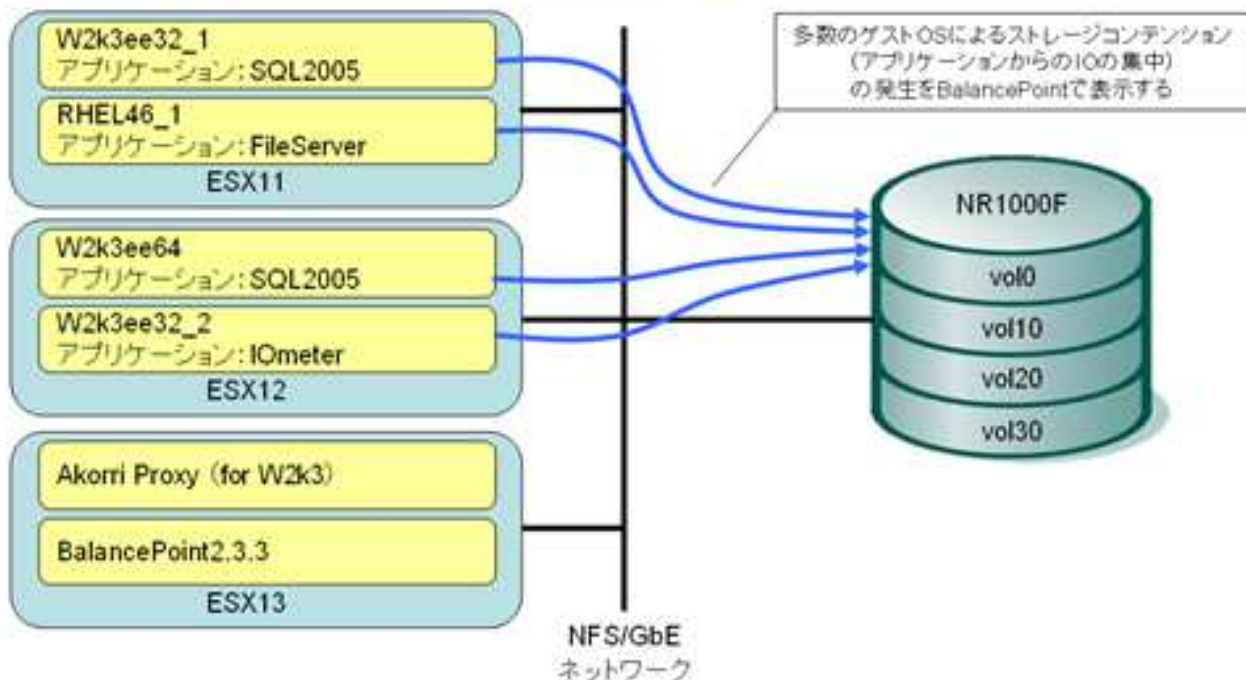 W2k3ee32_1
アプリケーション：SQL2005
RHEL46_1
アプリケーション：FileServer
ESX11
W2k3ee64
アプリケーション：SQL2005
W2k3ee32_2
アプリケーション：IOmeter
ESX12
Akorri Proxy （for W2k3）
BalancePoint2.3.3
ESX13
NFS/GbE
ネットワーク
多数のゲストOSによるストレージコンテンション
（アプリケーションからのIOの集中）
の発生をBalancePointで表示する
NR1000F
vol0
vol10
vol20
vol30